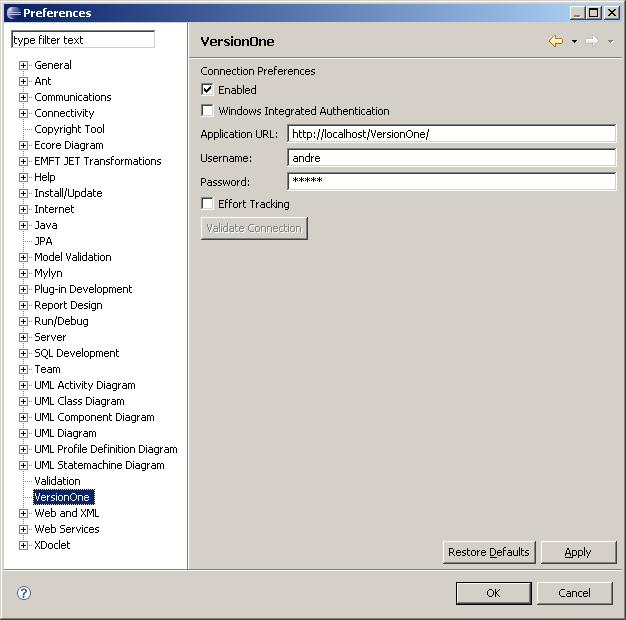 Preferences
type filter text
General
Ant
Communications
Connectivity
Copyright Tool
Ecore Diagram
EMFT JET Transformations
Help
Install/Update
Internet
Java
JPA
Model Validation
Mylyn
Plug-in Development
Report Design
Run/Debug
Server
SQL Development
Team
UML Activity Diagram
UML Class Diagram
UML Component Diagram
UML Diagram
UML Profile Definition Diagram
UML Statemachine Diagram
Validation
VersionOne
Web and XML
Web Services
XDoclet
VersionOne
Connection Preferences
Enabled
Windows Integrated Authentication
Application URL: http://localhost/VersionOne/
Username: andre
Password: *****
Effort Tracking
Validate Connection
Restore Defaults Apply
? OK Cancel